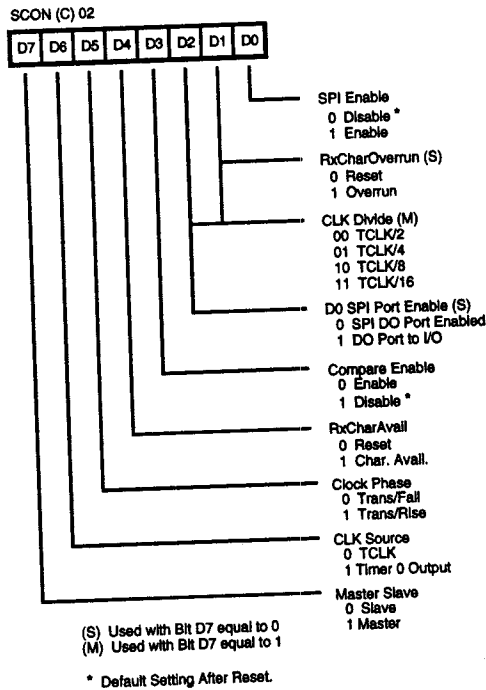 SCON (C) 02
D7 D6 D5 D4 D3 D2 D1 D0
SPI Enable
0 Disable *
1 Enable
RxCharOverrun (S)
0 Reset
1 Overrun
CLK Divide (M)
00 TCLK/2
01 TCLK/4
10 TCLK/8
11 TCLK/16
D0 SPI Port Enable (S)
0 SPI DO Port Enabled
1 DO Port to I/O
Compare Enable
0 Enable
1 Disable *
RxCharAvail
0 Reset
1 Char. Avail.
Clock Phase
0 Trans/Fall
1 Trans/Rise
CLK Source
0 TCLK
1 Timer 0 Output
Master Slave
0 Slave
1 Master
(S) Used with Bit D7 equal to 0
(M) Used with Bit D7 equal to 1
* Default Setting After Reset.